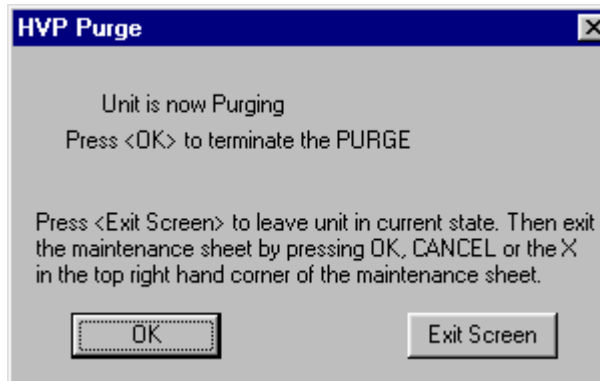 HVP Purge
Unit is now Purging
Press <OK> to terminate the PURGE
Press <Exit Screen> to leave unit in current state. Then exit
the maintenance sheet by pressing OK, CANCEL or the X
in the top right hand corner of the maintenance sheet.
OK
Exit Screen